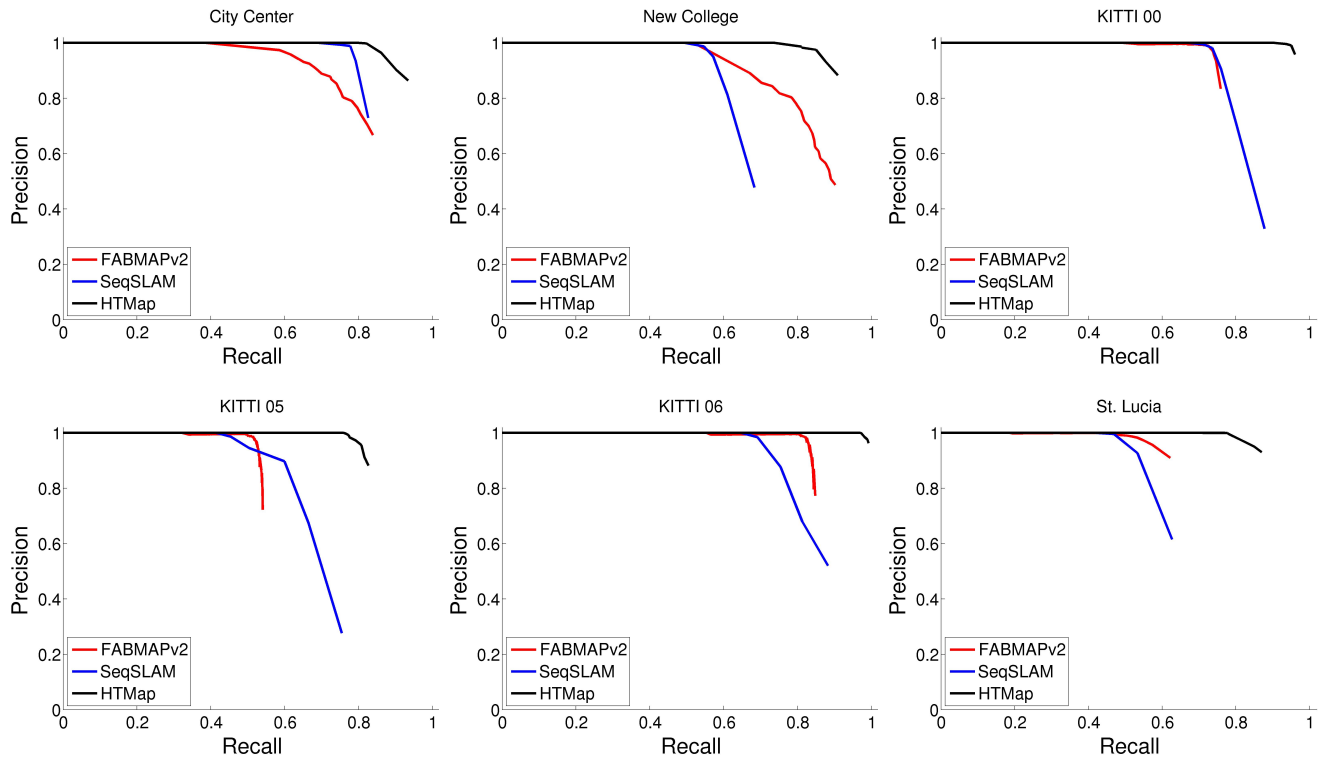 City Center
New College
KITTI 00
Precision
1
0.8
0.6
0.4
0.2
0
FABMAPv2
SeqSLAM
HTMap
0 0.2 0.4 0.6 0.8 1
Recall
Precision
1
0.8
0.6
0.4
0.2
0
FABMAPv2
SeqSLAM
HTMap
0 0.2 0.4 0.6 0.8 1
Recall
Precision
1
0.8
0.6
0.4
0.2
0
FABMAPv2
SeqSLAM
HTMap
0 0.2 0.4 0.6 0.8 1
Recall
KITTI 05
KITTI 06
St. Lucia
Precision
1
0.8
0.6
0.4
0.2
0
FABMAPv2
SeqSLAM
HTMap
0 0.2 0.4 0.6 0.8 1
Recall
Precision
1
0.8
0.6
0.4
0.2
0
FABMAPv2
SeqSLAM
HTMap
0 0.2 0.4 0.6 0.8 1
Recall
Precision
1
0.8
0.6
0.4
0.2
0
FABMAPv2
SeqSLAM
HTMap
0 0.2 0.4 0.6 0.8 1
Recall